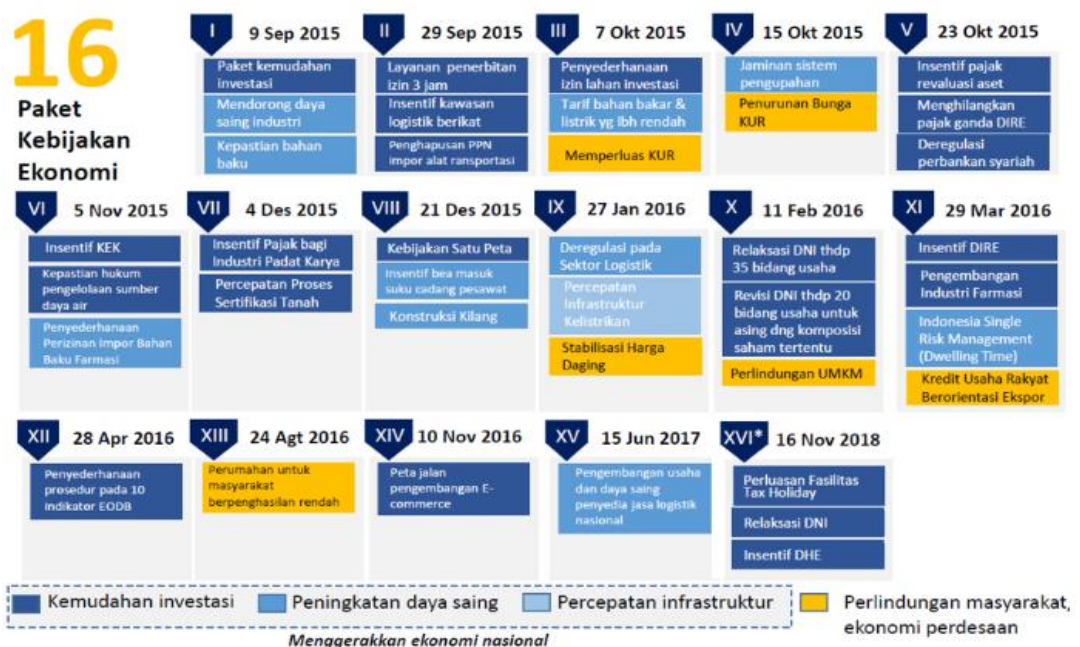 16
Paket
Kebijakan
Ekonomi
I 9 Sep 2015
Paket kemudahan
investasi
Mendorong daya
saing industri
Kepastian bahan
baku
II 29 Sep 2015
Layanan penerbitan
izin 3 jam
Insentif kawasan
logistik berikat
Penghapusan PPN
impor alat ransportasi
III 7 Okt 2015
Penyederhanaan
izin lahan investasi
Tarif bahan bakar &
listrik yg lbh rendah
Memperluas KUR
IV 15 Okt 2015
Jaminan sistem
pengupahan
Penurunan Bunga
KUR
V 23 Okt 2015
Insentif pajak
revaluasi aset
Menghilangkan
pajak ganda DIRE
Deregulasi
perbankan syariah
VI 5 Nov 2015
Insentif KEK
Kepastian hukum
pengelolaan sumber
daya air
Penyederhanaan
Perizinan Impor Bahan
Baku Farmasi
VII 4 Des 2015
Insentif Pajak bagi
Industri Padat Karya
Percepatan Proses
Sertifikasi Tanah
VIII 21 Des 2015
Kebijakan Satu Peta
Insentif bea masuk
suku cadang pesawat
Konstruksi Kilang
IX 27 Jan 2016
Deregulasi pada
Sektor Logistik
Percepatan
Infrastruktur
Kelistrikan
Stabilisasi Harga
Daging
X 11 Feb 2016
Relaksasi DNI thdp
35 bidang usaha
Revisi DNI thdp 20
bidang usaha untuk
asing dng komposisi
saham tertentu
Perlindungan UMKM
XI 29 Mar 2016
Insentif DIRE
Pengembangan
Industri Farmasi
Indonesia Single
Risk Management
(Dwelling Time)
Kredit Usaha Rakyat
Berorientasi Ekspor
XII 28 Apr 2016
Penyederhanaan
prosedur pada 10
indikator EODB
XIII 24 Agt 2016
Perumahan untuk
masyarakat
berpenghasilan rendah
XIV 10 Nov 2016
Peta jalan
pengembangan E-
commerce
XV 15 Jun 2017
Pengembangan usaha
dan daya saing
penyedia jasa logistik
nasional
XVI* 16 Nov 2018
Perluasan Fasilitas
Tax Holiday
Relaksasi DNI
Insentif DHE
Kemudahan investasi
Peningkatan daya saing
Percepatan infrastruktur
Perlindungan masyarakat,
ekonomi perdesaan
Menggerakkan ekonomi nasional